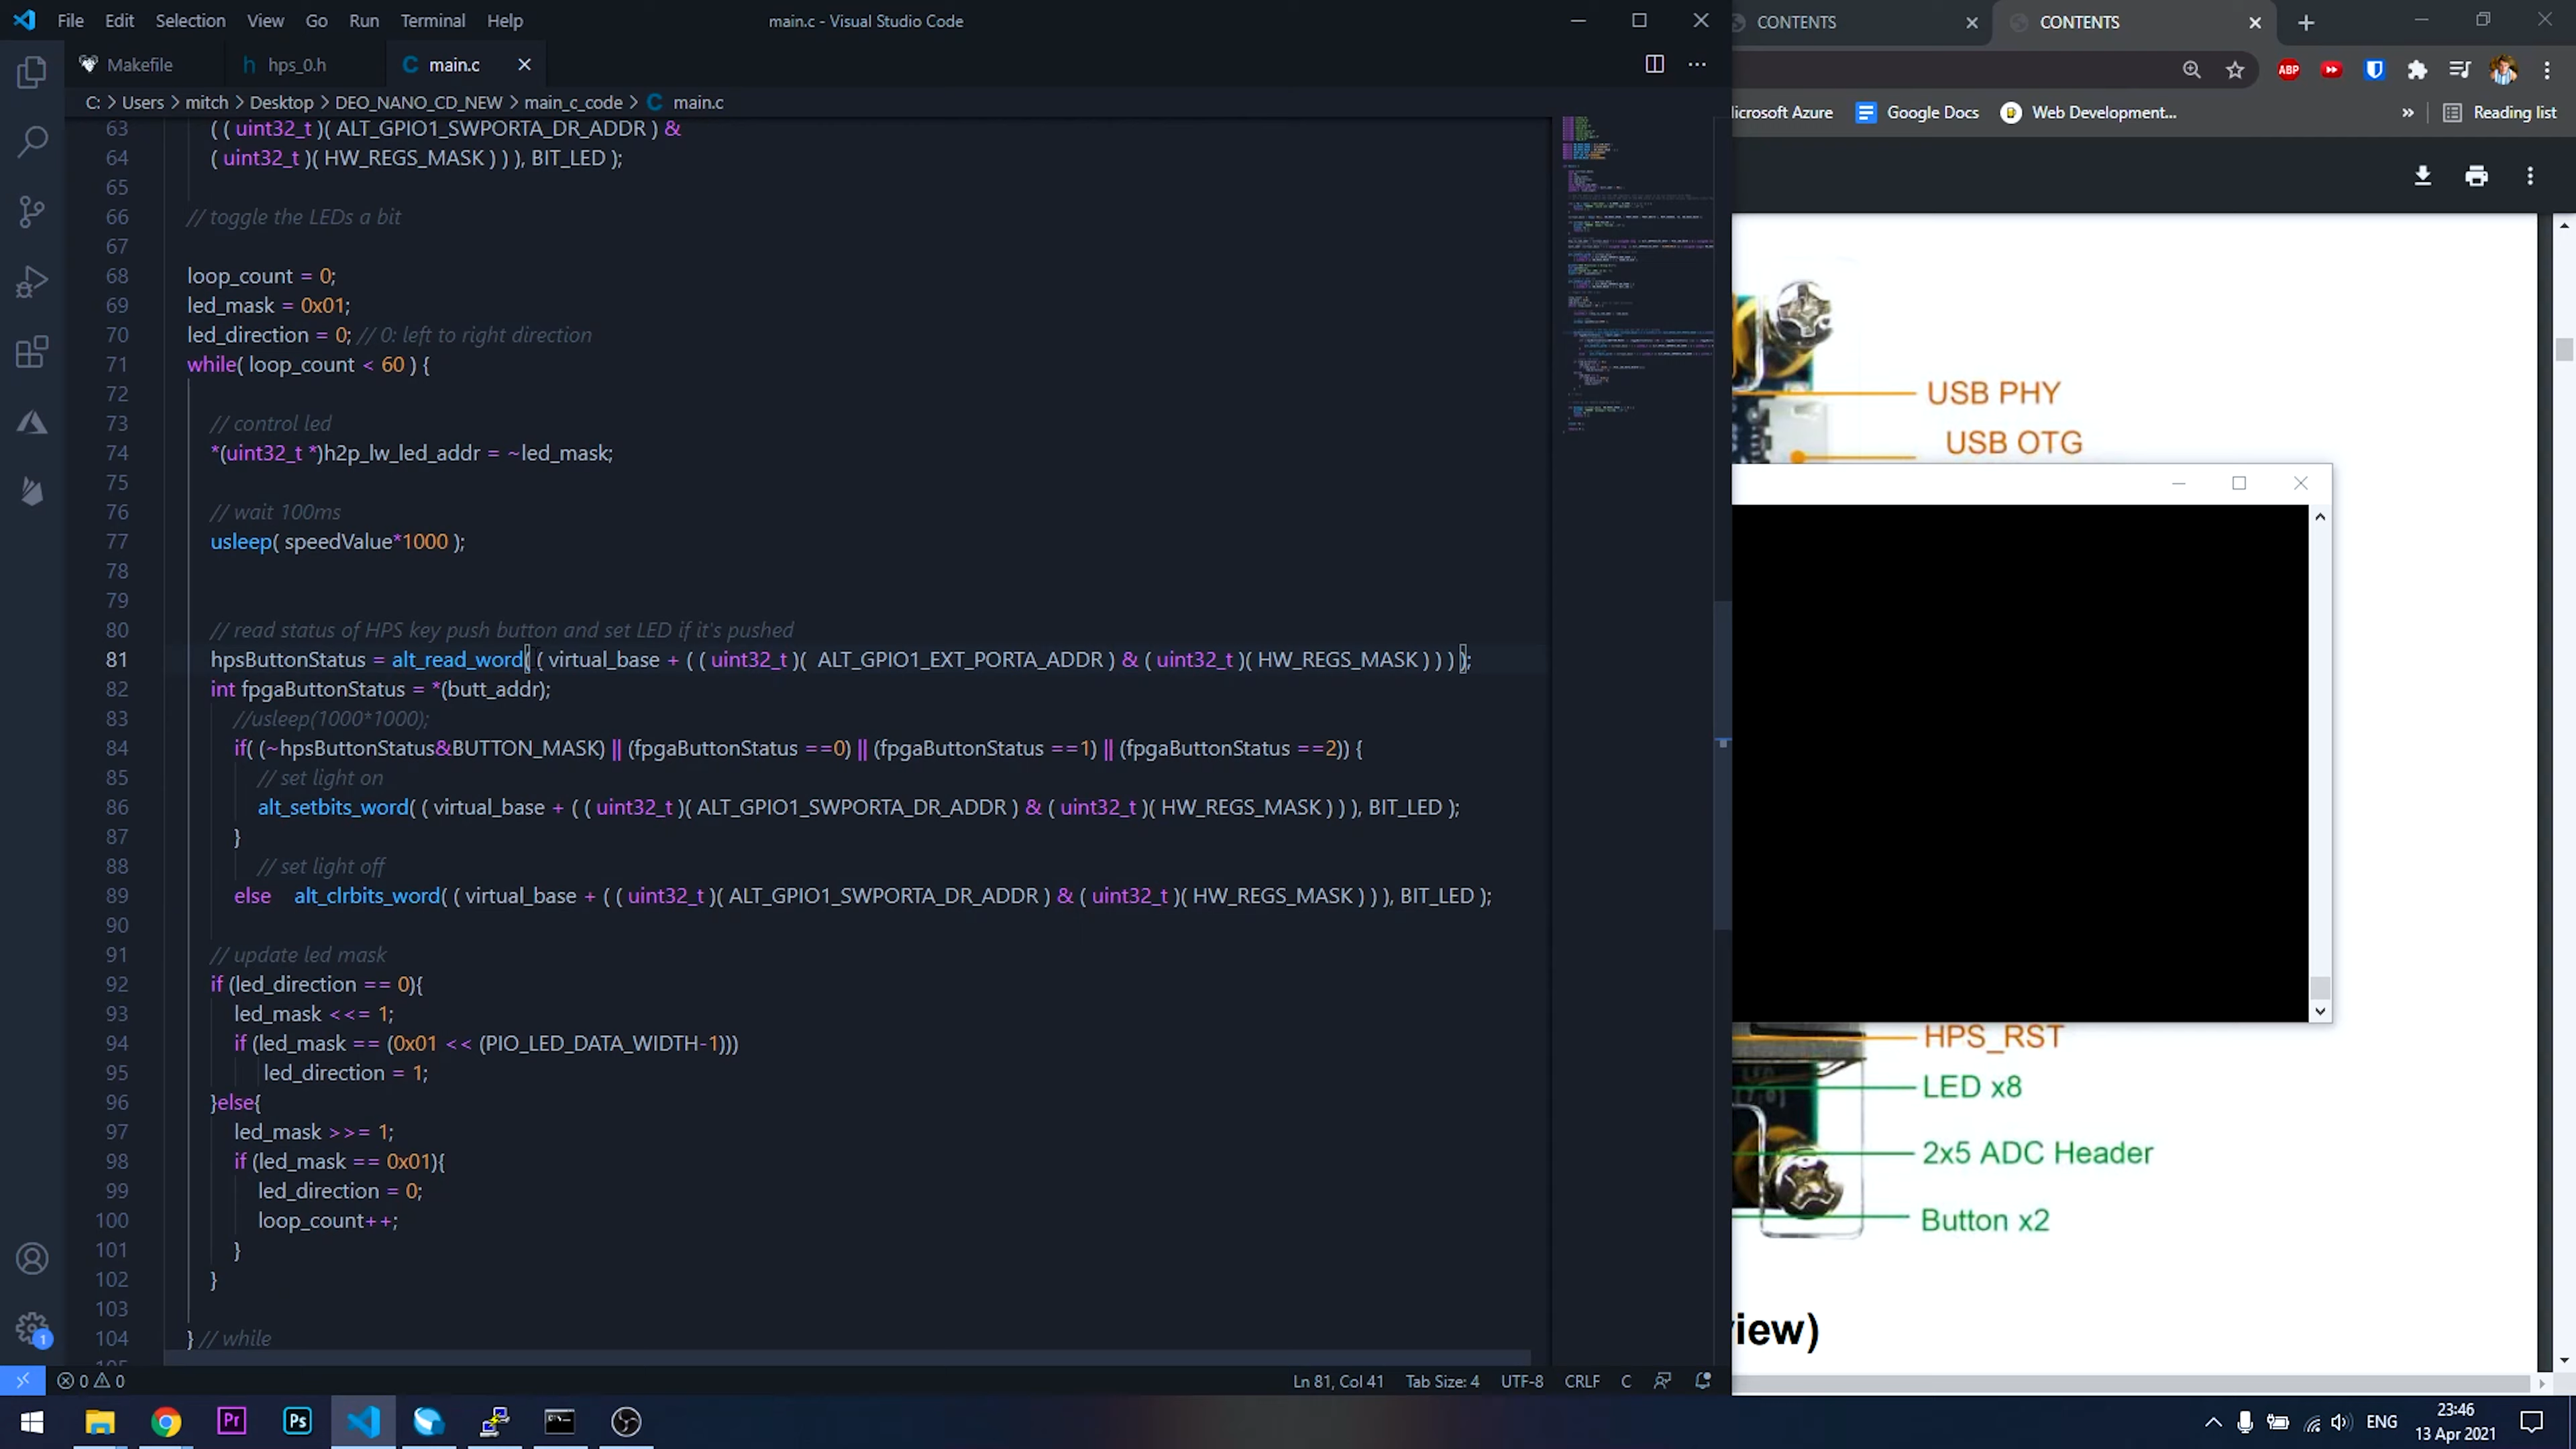 File Edit Selection View Go Run Terminal Help
main.c - Visual Studio Code
Makefile
hps_0.h
main.c
C: > Users > mitch > Desktop > DEO_NANO_CD_NEW > main_c_code > main.c
63 ( ( uint32_t )( ALT_GPIO1_SWPORTA_DR_ADDR ) &
64 ( uint32_t )( HW_REGS_MASK ) ) ), BIT_LED );
65
66 // toggle the LEDs a bit
67
68 loop_count = 0;
69 led_mask = 0x01;
70 led_direction = 0; // 0: left to right direction
71 while( loop_count < 60 ) {
72
73 // control led
74 *(uint32_t *)h2p_lw_led_addr = ~led_mask;
75
76 // wait 100ms
77 usleep( speedValue*1000 );
78
79
80 // read status of HPS key push button and set LED if it's pushed
81 hpsButtonStatus = alt_read_word( ( virtual_base + ( ( uint32_t )( ALT_GPIO1_EXT_PORTA_ADDR ) & ( uint32_t )( HW_REGS_MASK ) ) ) );
82 int fpgaButtonStatus = *(butt_addr);
83 //usleep(1000*1000);
84 if( (~hpsButtonStatus&BUTTON_MASK) || (fpgaButtonStatus ==0) || (fpgaButtonStatus ==1) || (fpgaButtonStatus ==2)) {
85 // set light on
86 alt_setbits_word( ( virtual_base + ( ( uint32_t )( ALT_GPIO1_SWPORTA_DR_ADDR ) & ( uint32_t )( HW_REGS_MASK ) ) ), BIT_LED );
87 }
88 // set light off
89 else alt_clrbits_word( ( virtual_base + ( ( uint32_t )( ALT_GPIO1_SWPORTA_DR_ADDR ) & ( uint32_t )( HW_REGS_MASK ) ) ), BIT_LED );
90
91 // update led mask
92 if (led_direction == 0){
93 led_mask <<= 1;
94 if (led_mask == (0x01 << (PIO_LED_DATA_WIDTH-1)))
95 led_direction = 1;
96 }else{
97 led_mask >>= 1;
98 if (led_mask == 0x01){
99 led_direction = 0;
100 loop_count++;
101 }
102 }
103
104 } // while
0 0
Ln 81, Col 41 Tab Size: 4 UTF-8 CRLF C
1
CONTENTS
CONTENTS
ABP
icrosoft Azure
Google Docs
Web Development...
»
Reading list
USB PHY
USB OTG
HPS_RST
LED x8
2x5 ADC Header
Button x2
view)
Pr
Ps
ENG
23:46
13 Apr 2021